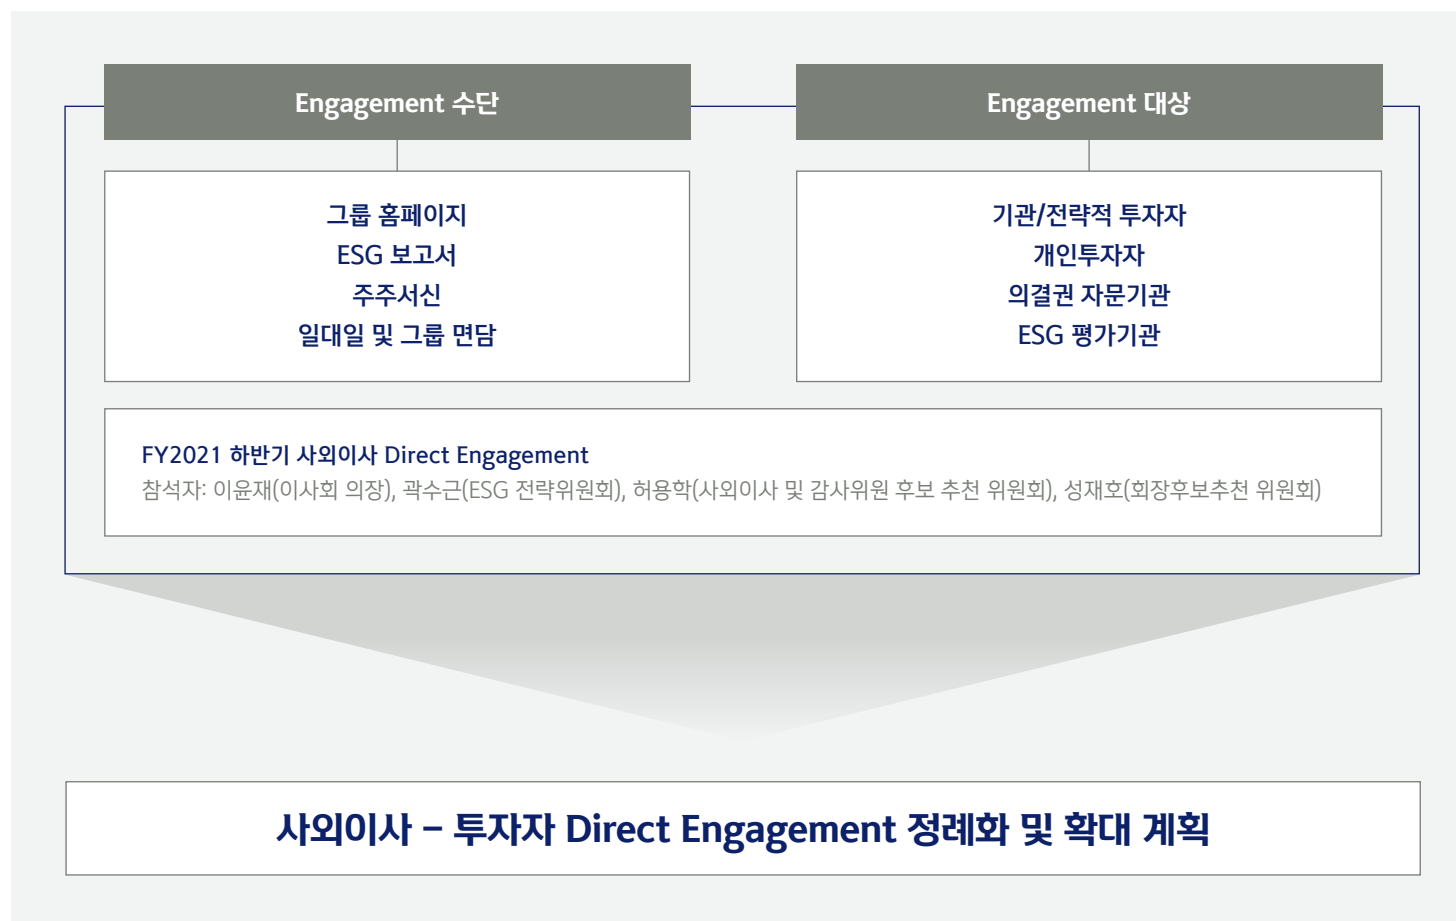 Engagement 수단
그룹 홈페이지
ESG 보고서
주주서신
일대일 및 그룹 면담
Engagement 대상
기관/전략적 투자자
개인투자자
의결권 자문기관
ESG 평가기관
FY2021 하반기 사외이사 Direct Engagement
참석자: 이윤재(이사회 의장), 곽수근(ESG 전략위원회), 허용학(사외이사 및 감사위원 후보 추천 위원회), 성재호(회장후보추천 위원회)
사외이사 – 투자자 Direct Engagement 정례화 및 확대 계획